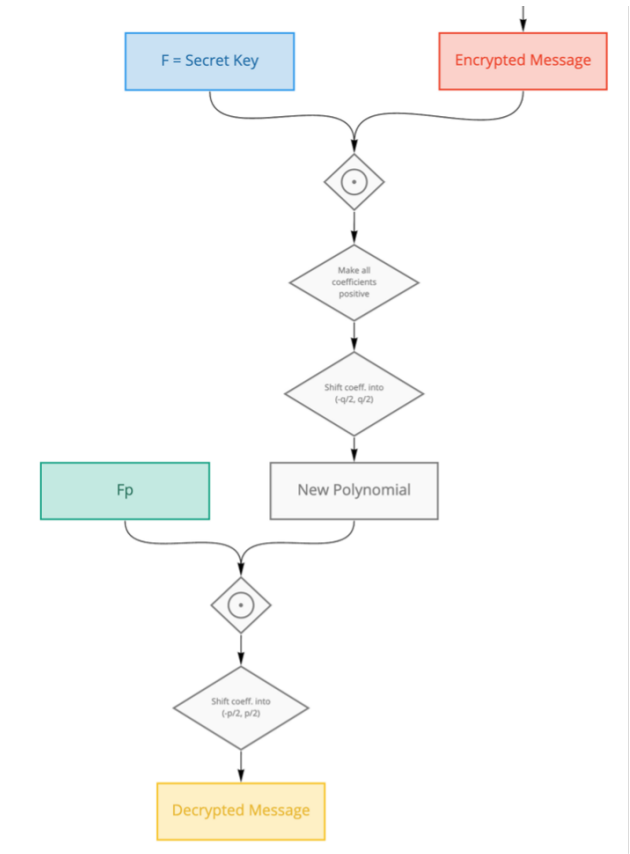 F = Secret Key
Encrypted Message
Make all
coefficients
positive
Shift coeff. into
(-q/2, q/2)
Fp
New Polynomial
Shift coeff. into
(-p/2, p/2)
Decrypted Message